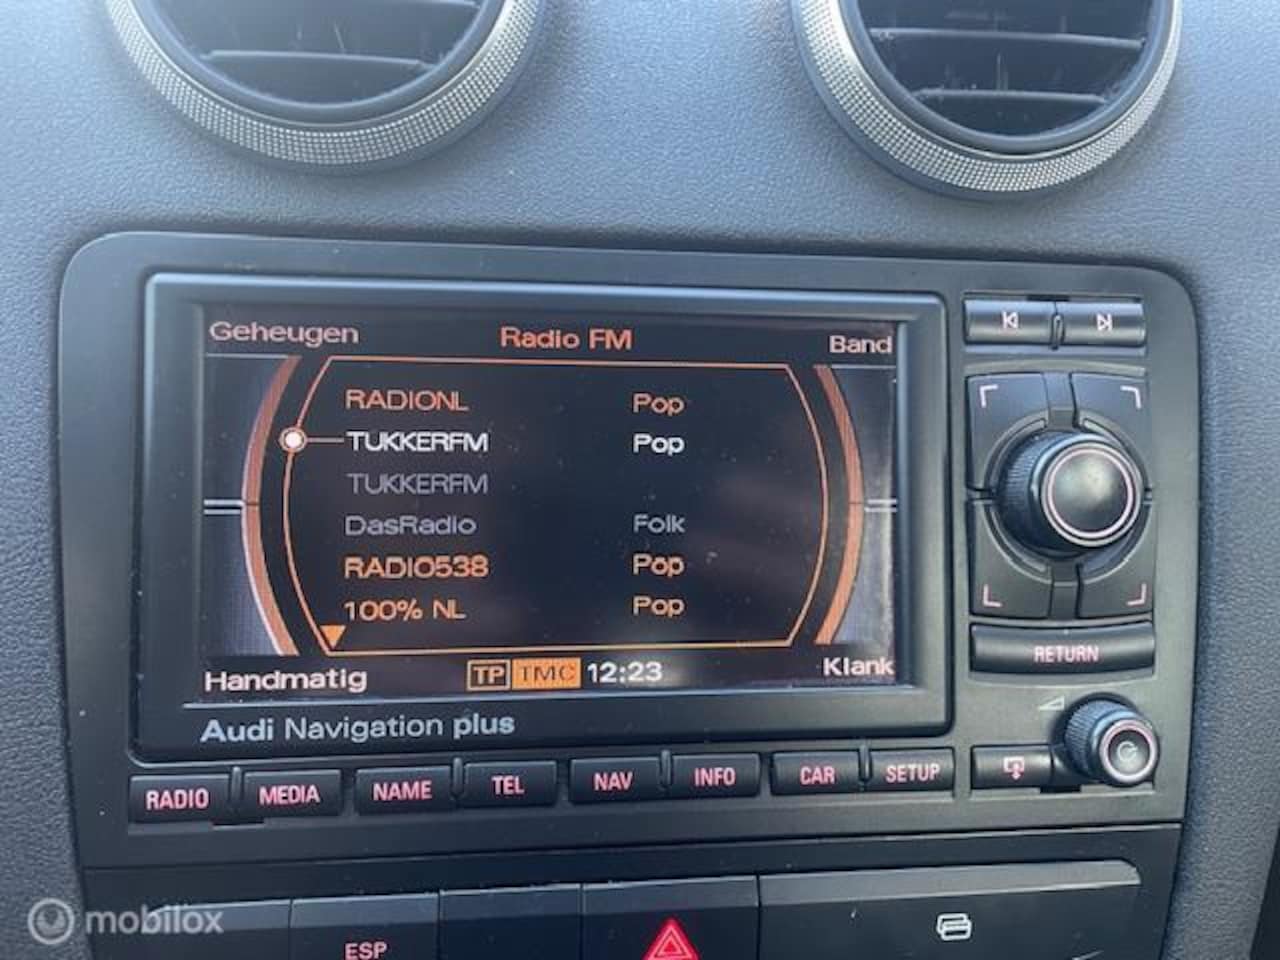 Geheugen Radio FM Band
RADIONL Pop
TUKKERFM Pop
TUKKERFM
DasRadio Folk
RADIO538 Pop
100% NL Pop
Handmatig TP TMC 12:23 Klank
Audi Navigation plus
RETURN
RADIO MEDIA NAME TEL NAV INFO CAR SETUP
ESP
mobilox